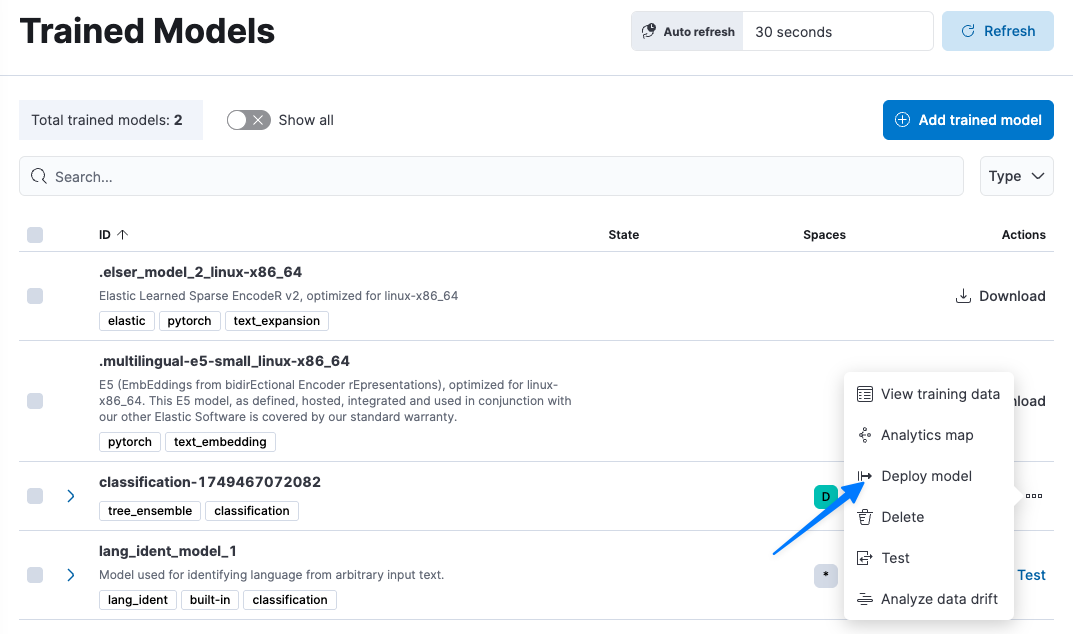 Trained Models
Auto refresh 30 seconds Refresh
Total trained models: 2 Show all Add trained model
Search... Type
ID State Spaces Actions
.elser_model_2_linux-x86_64
Elastic Learned Sparse EncodeR v2, optimized for linux-x86_64
Download
elastic pytorch text_expansion
.multilingual-e5-small_linux-x86_64
E5 (EmbEddings from bidirEctional Encoder rEpresentations), optimized for linux-
x86_64. This E5 model, as defined, hosted, integrated and used in conjunction with
our other Elastic Software is covered by our standard warranty.
pytorch text_embedding
classification-1749467072082
D
tree_ensemble classification
lang_ident_model_1
Model used for identifying language from arbitrary input text.
* Test
lang_ident built-in classification
View training data
Analytics map
Deploy model
Delete
Test
Analyze data drift